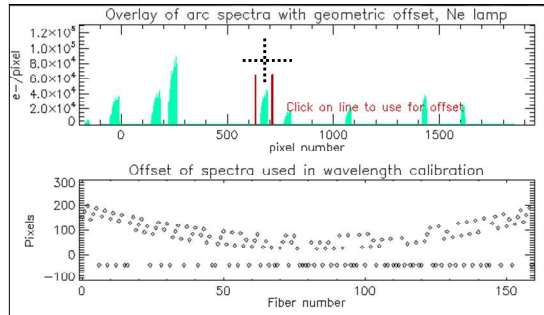 Overlay of arc spectra with geometric offset, Ne lamp
e-/pixel
1.2×10⁵
1.0×10⁵
8.0×10⁴
6.0×10⁴
4.0×10⁴
2.0×10⁴
0
Click on line to use for offset
0 500 1000 1500
pixel number
Offset of spectra used in wavelength calibration
Pixels
300
200
100
0
-100
0 50 100 150
Fiber number